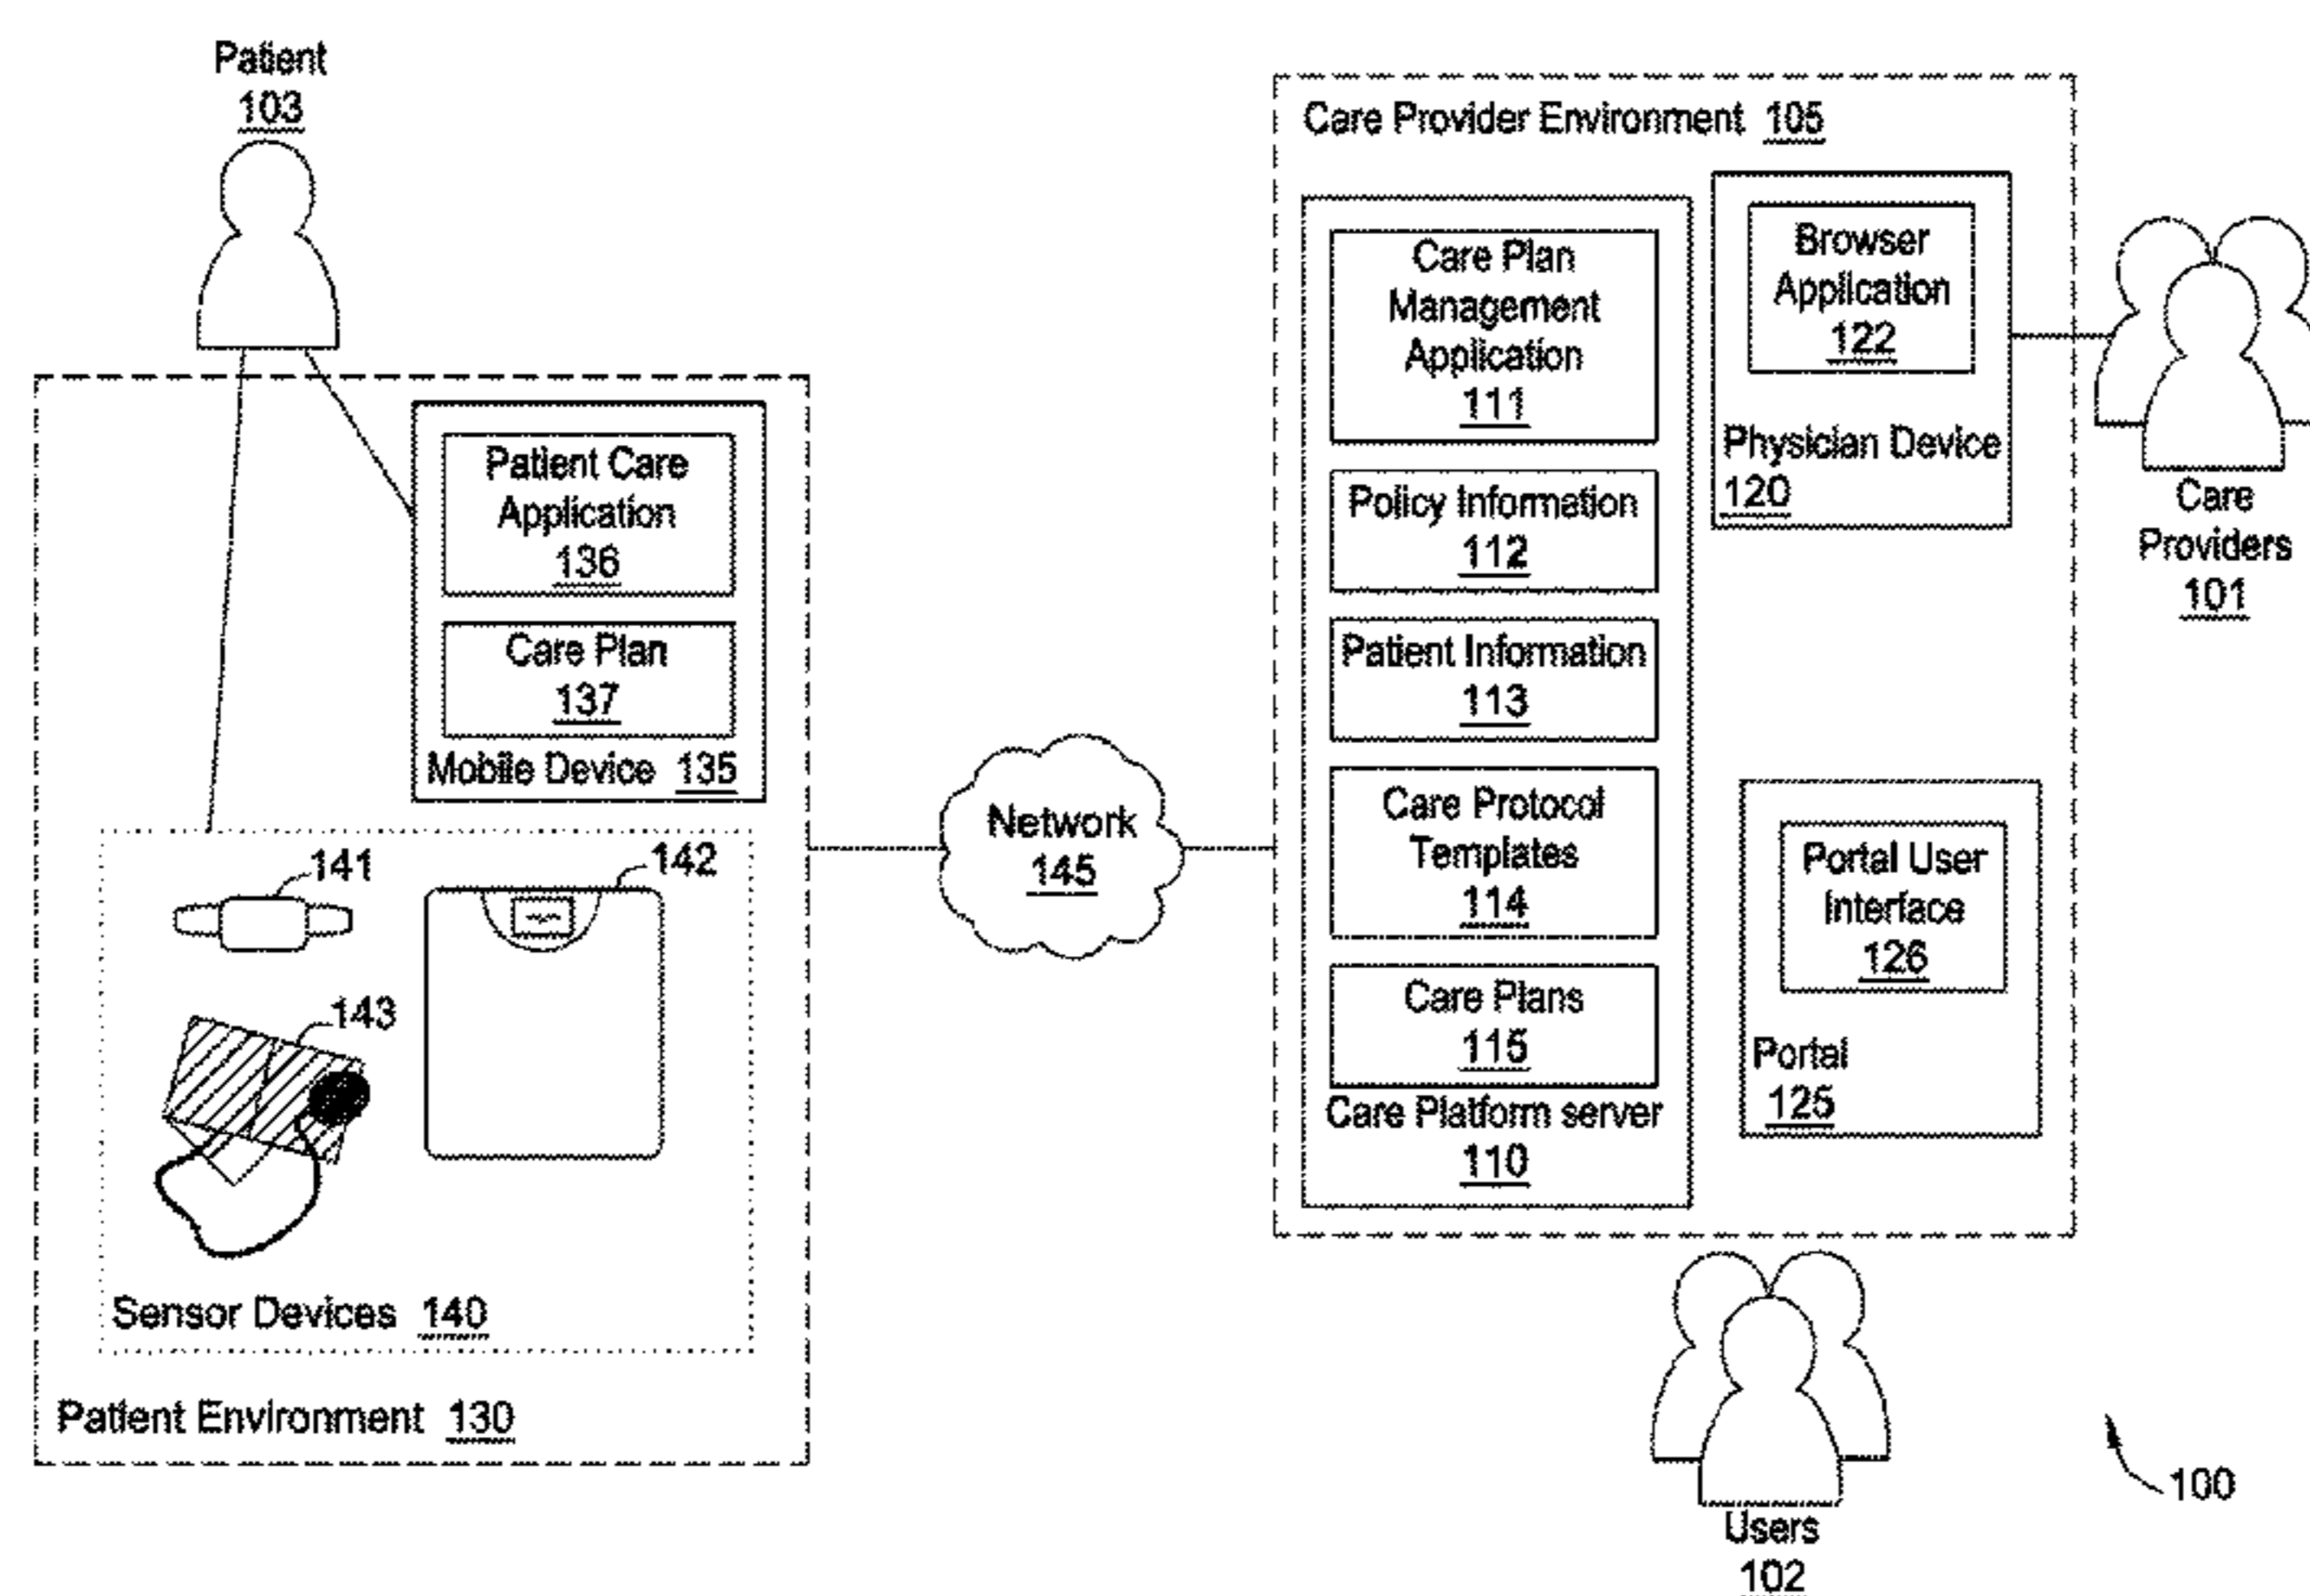 Patient
103
Patient Care
Application
136
Care Plan
137
Mobile Device 135
141
142
143
Sensor Devices 140
Patient Environment 130
Network
145
Care Provider Environment 105
Care Plan
Management
Application
111
Policy Information
112
Patient Information
113
Care Protocol
Templates
114
Care Plans
115
Care Platform server
110
Browser
Application
122
Physician Device
120
Care
Providers
101
Portal User
Interface
126
Portal
125
Users
102
100